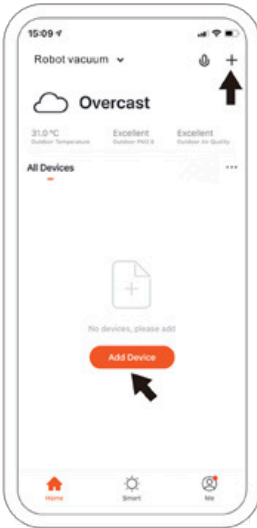 15:09
Robot vacuum
Overcast
31.0 °C Excellent Excellent
Outdoor Temperature Outdoor PM2.5 Outdoor Air Quality
All Devices
No devices, please add
Add Device
Home Smart Me